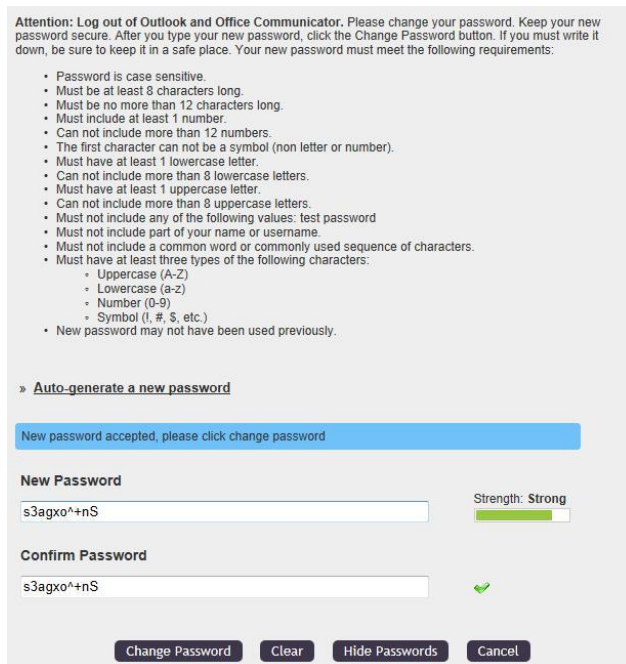 Attention: Log out of Outlook and Office Communicator. Please change your password. Keep your new
password secure. After you type your new password, click the Change Password button. If you must write it
down, be sure to keep it in a safe place. Your new password must meet the following requirements:
• Password is case sensitive.
• Must be at least 8 characters long.
• Must be no more than 12 characters long.
• Must include at least 1 number.
• Can not include more than 12 numbers.
• The first character can not be a symbol (non letter or number).
• Must have at least 1 lowercase letter.
• Can not include more than 8 lowercase letters.
• Must have at least 1 uppercase letter.
• Can not include more than 8 uppercase letters.
• Must not include any of the following values: test password
• Must not include part of your name or username.
• Must not include a common word or commonly used sequence of characters.
• Must have at least three types of the following characters:
◦ Uppercase (A-Z)
◦ Lowercase (a-z)
◦ Number (0-9)
◦ Symbol (!, #, $, etc.)
• New password may not have been used previously.
» Auto-generate a new password
New password accepted, please click change password
New Password
Strength: Strong
s3agxo^+nS
Confirm Password
s3agxo^+nS
Change Password Clear Hide Passwords Cancel